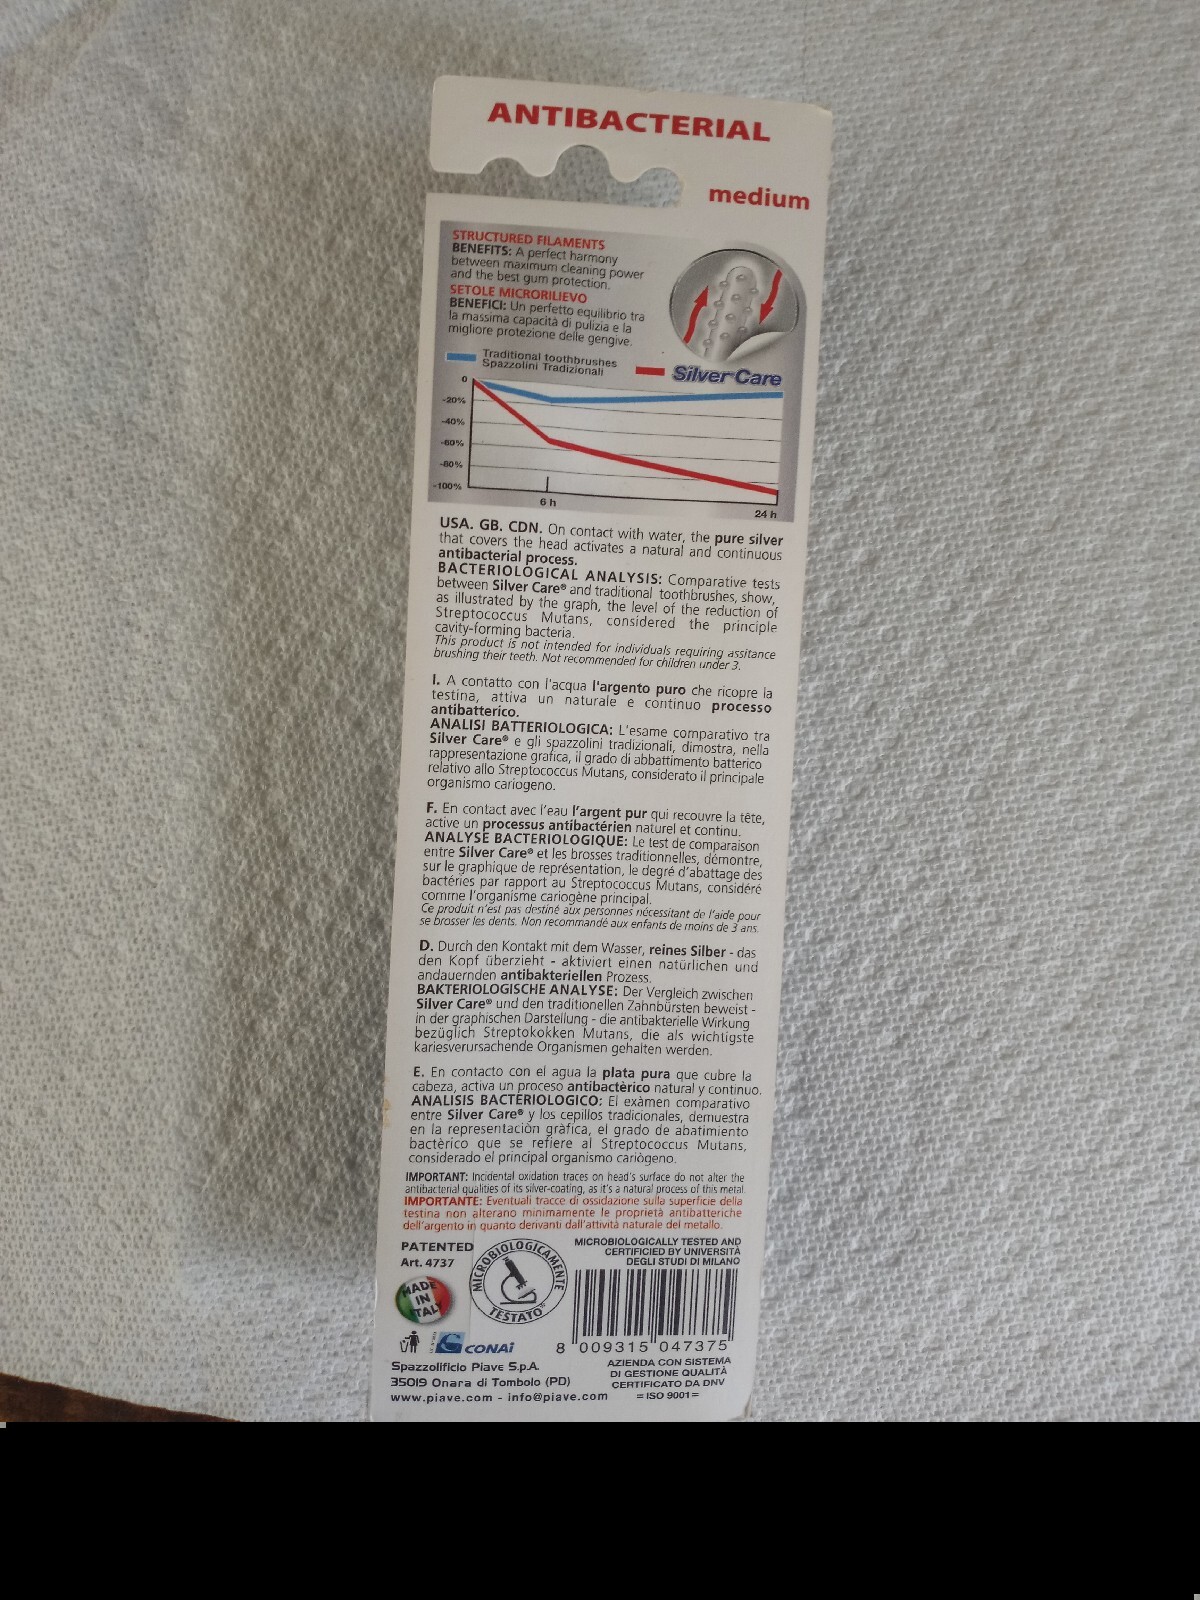 ANTIBACTERIAL
medium
STRUCTURED FILAMENTS
BENEFITS: A perfect harmony
between maximum cleaning power
and the best gum protection.
SETOLE MICRORILIEVO
BENEFICI: Un perfetto equilibrio tra
la massima capacità di pulizia e la
migliore protezione delle gengive.
Traditional toothbrushes
Spazzolini Tradizionali
Silver Care
0
-20%
-40%
-60%
-80%
-100%
6 h
24 h
USA. GB. CDN. On contact with water, the pure silver
that covers the head activates a natural and continuous
antibacterial process.
BACTERIOLOGICAL ANALYSIS: Comparative tests
between Silver Care® and traditional toothbrushes, show,
as illustrated by the graph, the level of the reduction of
Streptococcus Mutans, considered the principle
cavity-forming bacteria.
This product is not intended for individuals requiring assitance
brushing their teeth. Not recommended for children under 3.
I. A contatto con l'acqua l'argento puro che ricopre la
testina, attiva un naturale e continuo processo
antibatterico.
ANALISI BATTERIOLOGICA: L'esame comparativo tra
Silver Care® e gli spazzolini tradizionali, dimostra, nella
rappresentazione grafica, il grado di abbattimento batterico
relativo allo Streptococcus Mutans, considerato il principale
organismo cariogeno.
F. En contact avec l'eau l'argent pur qui recouvre la tête,
active un processus antibactérien naturel et continu.
ANALYSE BACTERIOLOGIQUE: Le test de comparaison
entre Silver Care® et les brosses traditionnelles, démontre,
sur le graphique de représentation, le degré d'abattage des
bactéries par rapport au Streptococcus Mutans, considéré
comme l'organisme cariogène principal.
Ce produit n'est pas destiné aux personnes nécessitant de l'aide pour
se brosser les dents. Non recommandé aux enfants de moins de 3 ans.
D. Durch den Kontakt mit dem Wasser, reines Silber - das
den Kopf überzieht - aktiviert einen natürlichen und
andauernden antibakteriellen Prozess.
BAKTERIOLOGISCHE ANALYSE: Der Vergleich zwischen
Silver Care® und den traditionellen Zahnbürsten beweist -
in der graphischen Darstellung - die antibakterielle Wirkung
bezüglich Streptokokken Mutans, die als wichtigste
kariesverursachende Organismen gehalten werden.
E. En contacto con el agua la plata pura que cubre la
cabeza, activa un proceso antibactèrico natural y continuo.
ANALISIS BACTERIOLOGICO: El exàmen comparativo
entre Silver Care® y los cepillos tradicionales, demuestra
en la representaciòn gràfica, el grado de abatimiento
bactèrico que se refiere al Streptococcus Mutans,
considerado el principal organismo cariògeno.
IMPORTANT: Incidental oxidation traces on head's surface do not alter the
antibacterial qualities of its silver-coating, as it's a natural process of this metal.
IMPORTANTE: Eventuali tracce di ossidazione sulla superficie della
testina non alterano minimamente le proprietà antibatteriche
dell'argento in quanto derivanti dall'attività naturale del metallo.
PATENTED
Art. 4737
MADE
IN
ITALY
MICROBIOLOGICAMENTE
TESTATO®
MICROBIOLOGICALLY TESTED AND
CERTIFICIED BY UNIVERSITÀ
DEGLI STUDI DI MILANO
8 009315 047375
CONAI
Spazzolificio Piave S.p.A.
35019 Onara di Tombolo (PD)
www.piave.com - info@piave.com
AZIENDA CON SISTEMA
DI GESTIONE QUALITÀ
CERTIFICATO DA DNV
= ISO 9001 =